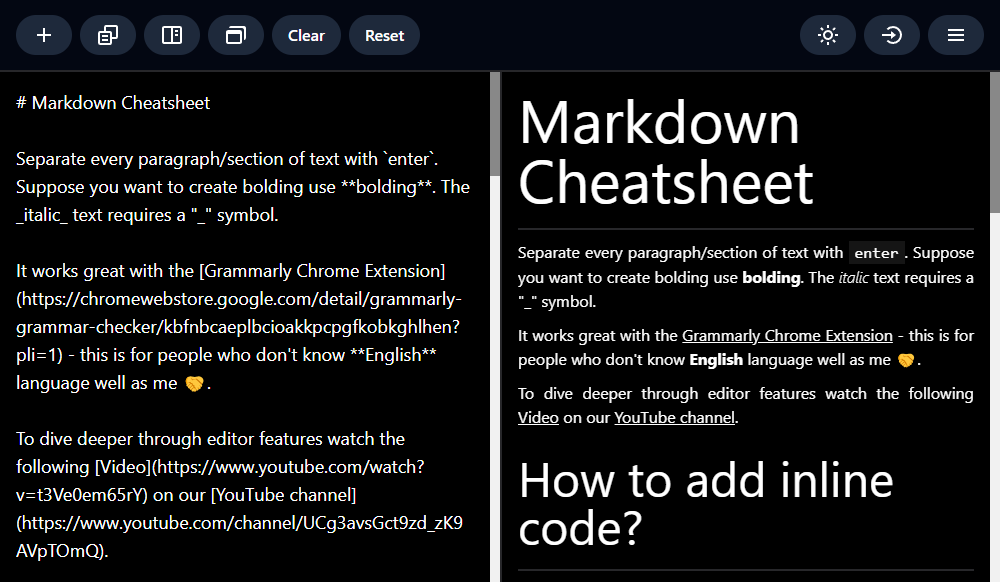 Clear
Reset
# Markdown Cheatsheet
Separate every paragraph/section of text with `enter`.
Suppose you want to create bolding use **bolding**. The
_italic_ text requires a "_" symbol.
It works great with the [Grammarly Chrome Extension]
(https://chromewebstore.google.com/detail/grammarly-
grammar-checker/kbfnbcaeplbcioakkpcpgfkobkghlhen?
pli=1) - this is for people who don't know **English**
language well as me 🤝.
To dive deeper through editor features watch the
following [Video](https://www.youtube.com/watch?
v=t3Ve0em65rY) on our [YouTube channel]
(https://www.youtube.com/channel/UCg3avsGct9zd_zK9
AVpTOmQ).
Markdown
Cheatsheet
Separate every paragraph/section of text with enter. Suppose
you want to create bolding use bolding. The italic text requires a
"_" symbol.
It works great with the Grammarly Chrome Extension - this is for
people who don't know English language well as me 🤝.
To dive deeper through editor features watch the following
Video on our YouTube channel.
How to add inline
code?